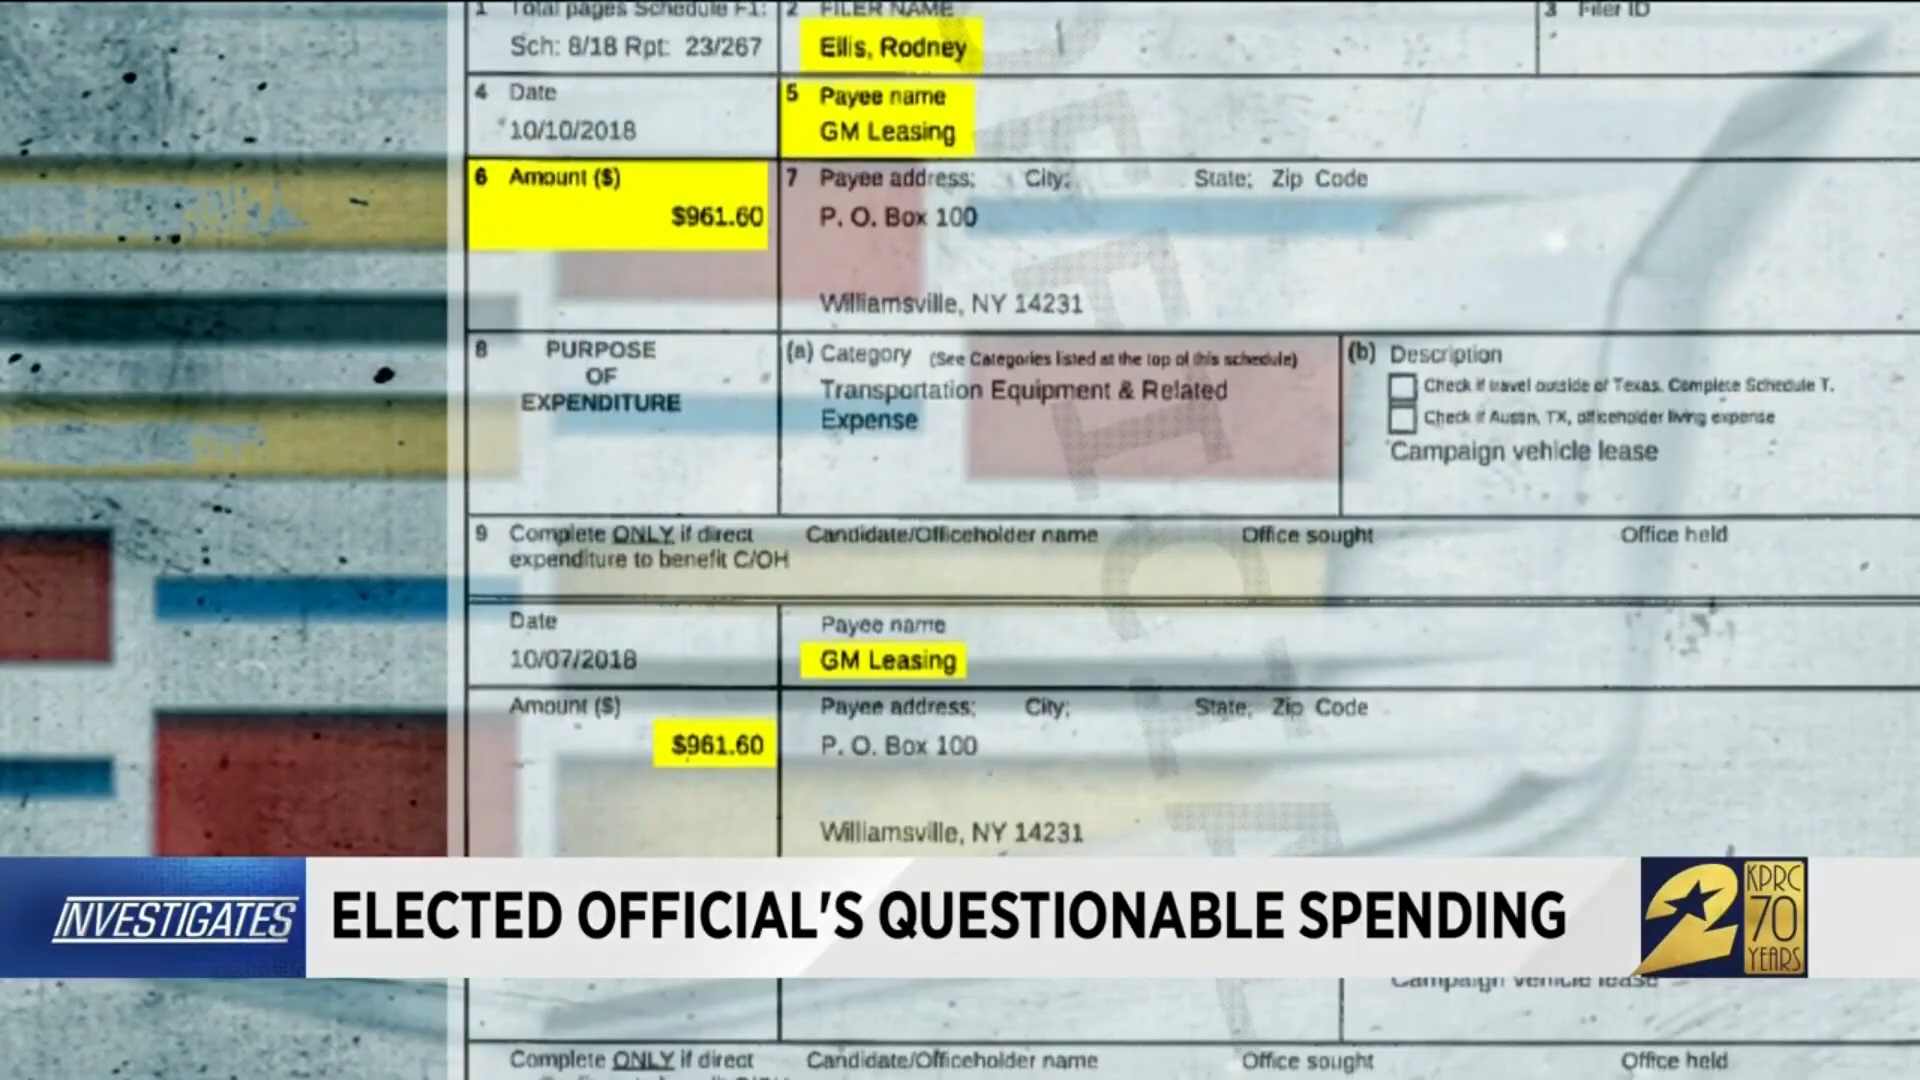 1 Total pages Schedule F1: 2 FILER NAME 3 Filer ID
Sch: 8/18 Rpt: 23/267 Ellis, Rodney
4 Date 5 Payee name
10/10/2018 GM Leasing
6 Amount ($) 7 Payee address; City; State; Zip Code
$961.60 P. O. Box 100
Williamsville, NY 14231
8 PURPOSE OF EXPENDITURE
(a) Category (See Categories listed at the top of this schedule)
Transportation Equipment & Related
Expense
(b) Description
Check if travel outside of Texas. Complete Schedule T.
Check if Austin, TX, officeholder living expense
Campaign vehicle lease
9 Complete ONLY if direct Candidate/Officeholder name Office sought Office held
expenditure to benefit C/OH
Date Payee name
10/07/2018 GM Leasing
Amount ($) Payee address; City; State; Zip Code
$961.60 P. O. Box 100
Williamsville, NY 14231
INVESTIGATES
ELECTED OFFICIAL'S QUESTIONABLE SPENDING
2 KPRC
70
YEARS
Campaign vehicle lease
Complete ONLY if direct Candidate/Officeholder name Office sought Office held